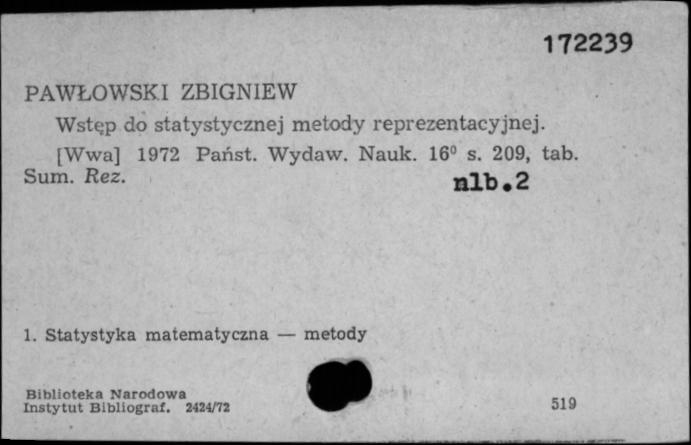 172239
PAWŁOWSKI ZBIGNIEW
Wstęp do statystycznej metody reprezentacyjnej.
[Wwa] 1972 Państ. Wydaw. Nauk. 16⁰ s. 209, tab.
Sum. Rez. nlb.2
1. Statystyka matematyczna — metody
Biblioteka Narodowa
Instytut Bibliograf. 2424/72 519